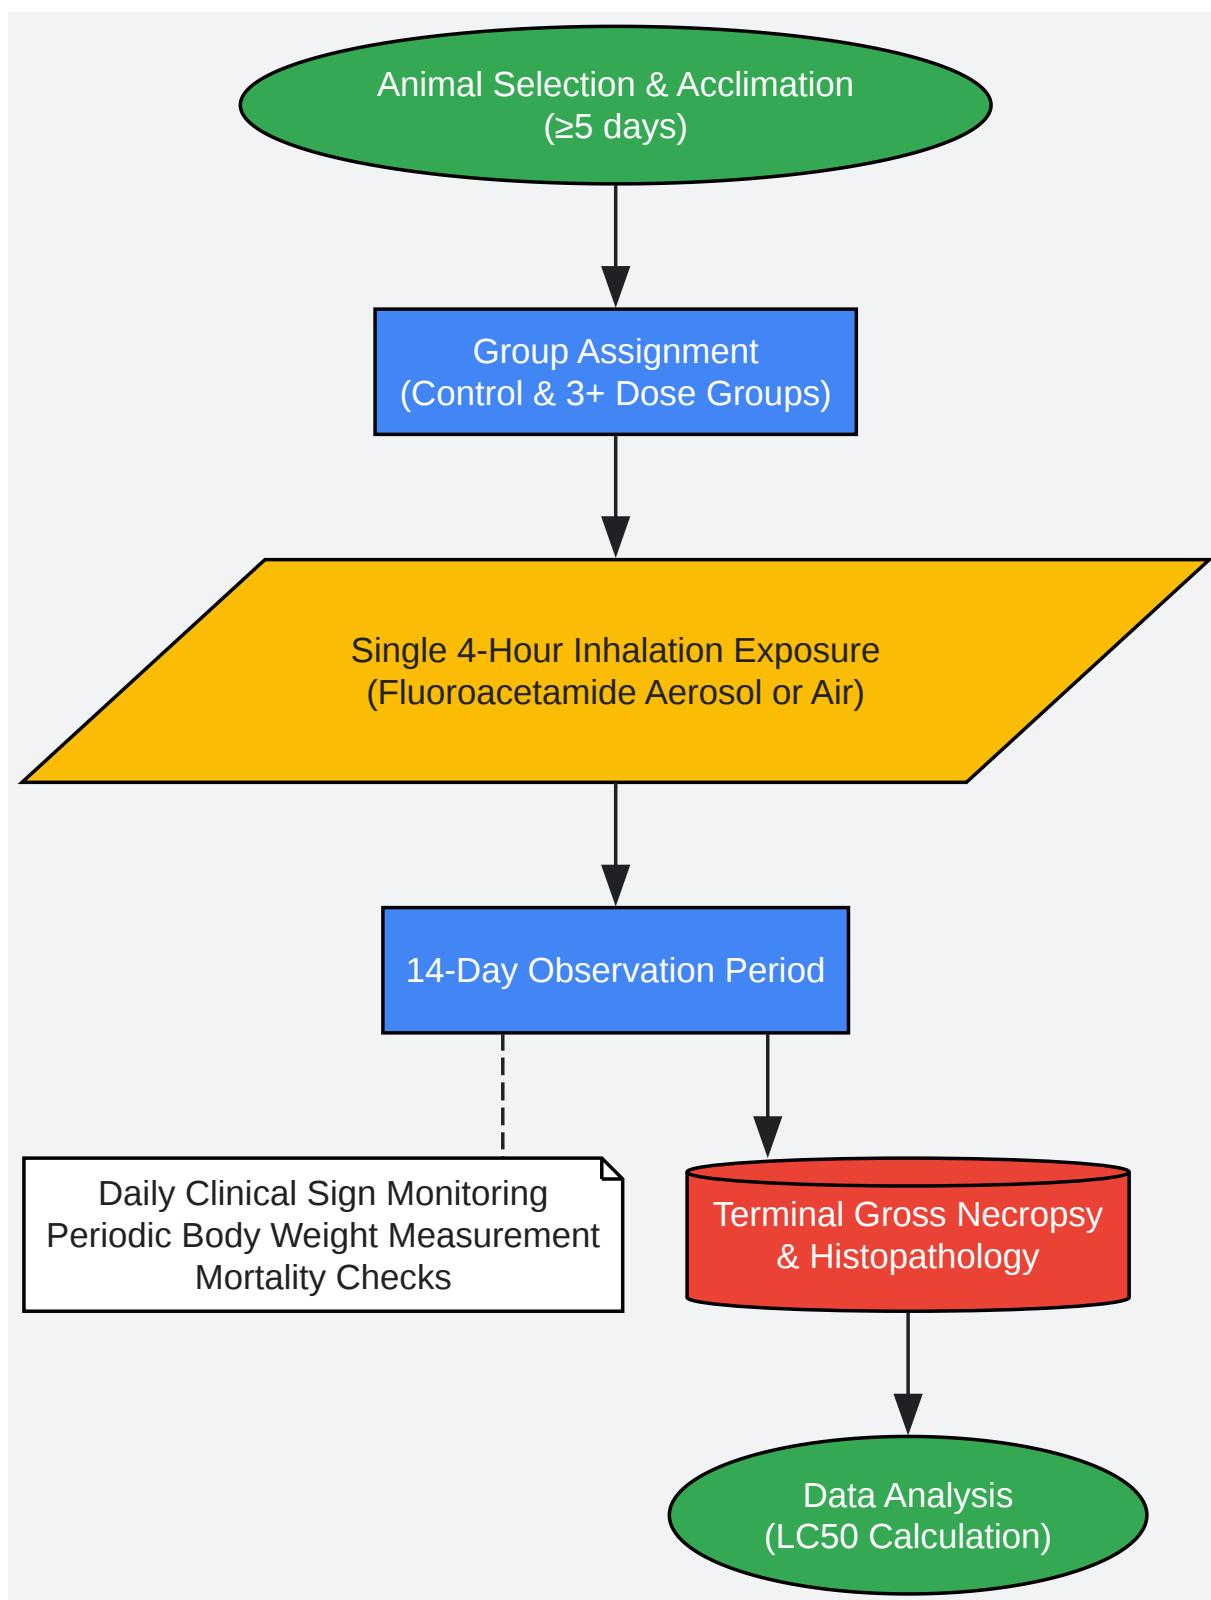 Animal Selection & Acclimation
(≥5 days)
Group Assignment
(Control & 3+ Dose Groups)
Single 4-Hour Inhalation Exposure
(Fluoroacetamide Aerosol or Air)
14-Day Observation Period
Daily Clinical Sign Monitoring
Periodic Body Weight Measurement
Mortality Checks
Terminal Gross Necropsy
& Histopathology
Data Analysis
(LC50 Calculation)